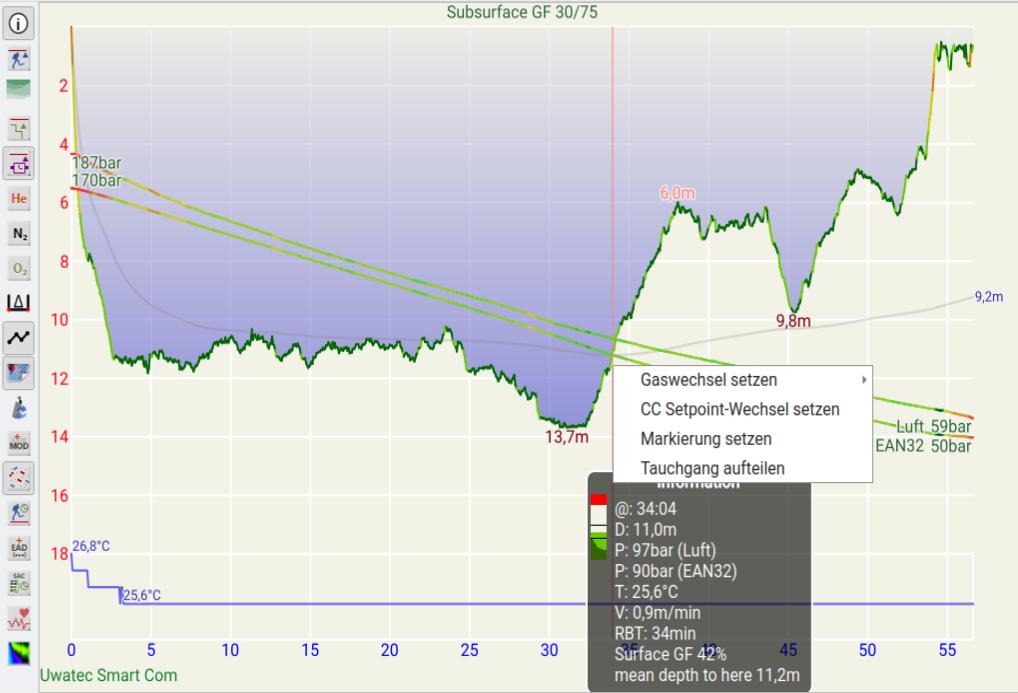 Subsurface GF 30/75
2
4
6
8
10
12
14
16
18
187bar
170bar
6,0m
9,2m
9,8m
13,7m
Luft 59bar
EAN32 50bar
Gaswechsel setzen
CC Setpoint-Wechsel setzen
Markierung setzen
Tauchgang aufteilen
Information
@: 34:04
D: 11,0m
P: 97bar (Luft)
P: 90bar (EAN32)
T: 25,6°C
V: 0,9m/min
RBT: 34min
Surface GF 42%
mean depth to here 11,2m
26,8°C
25,6°C
0 5 10 15 20 25 30 35 40 45 50 55
Uwatec Smart Com
He
N2
O2
MOD
EAD
SAC